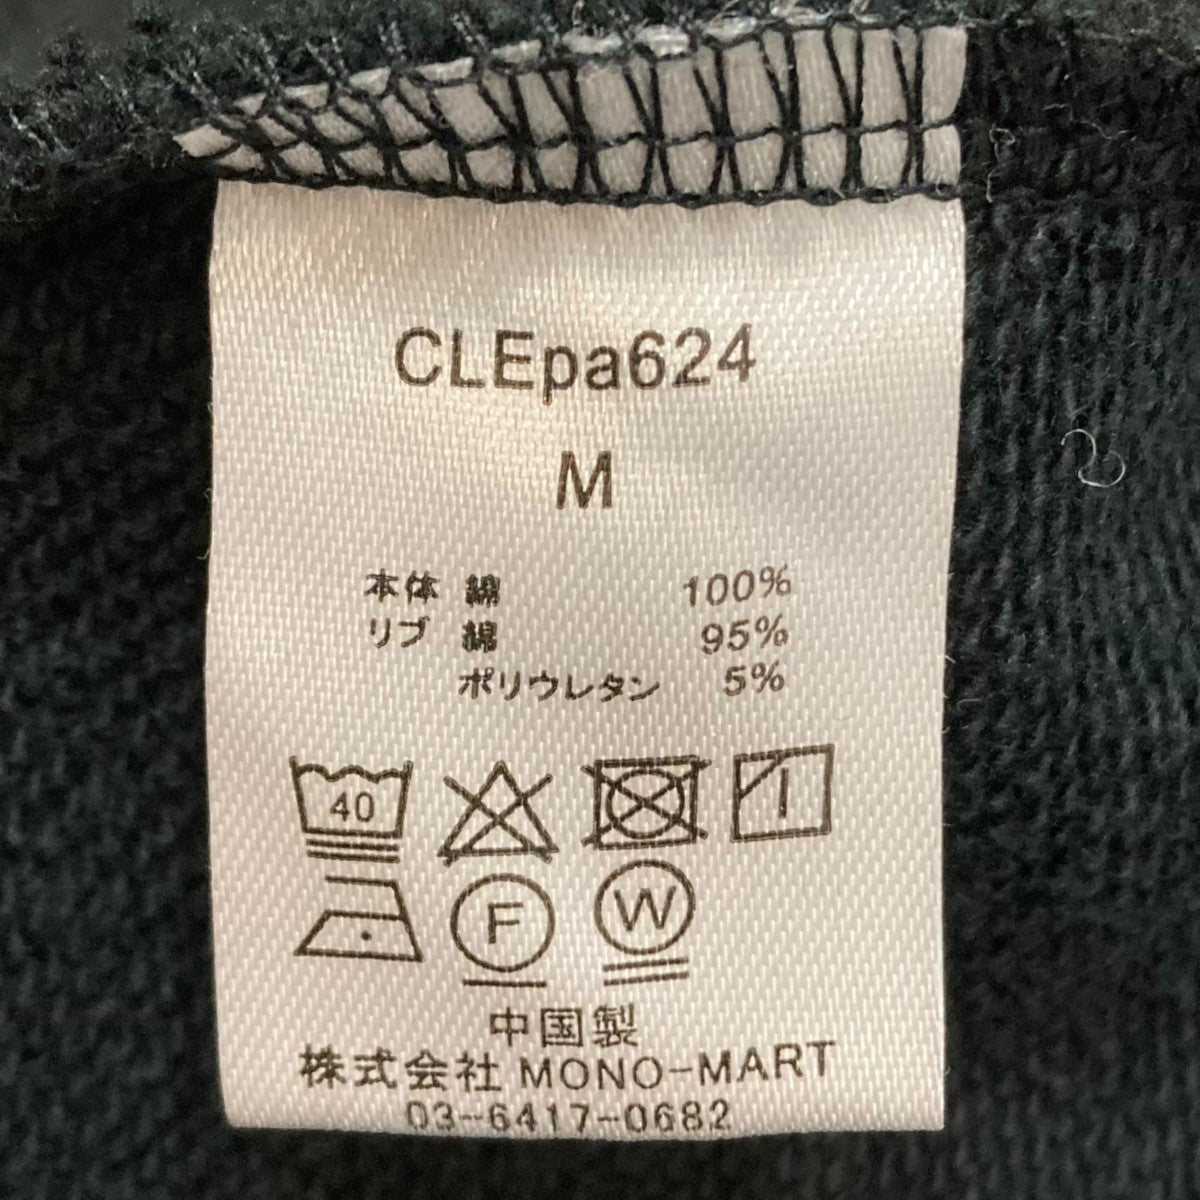 CLEpa624
M
本体 綿 100%
リブ 綿 95%
ポリウレタン 5%
40
F W
中国製
株式会社 MONO-MART
03-6417-0682